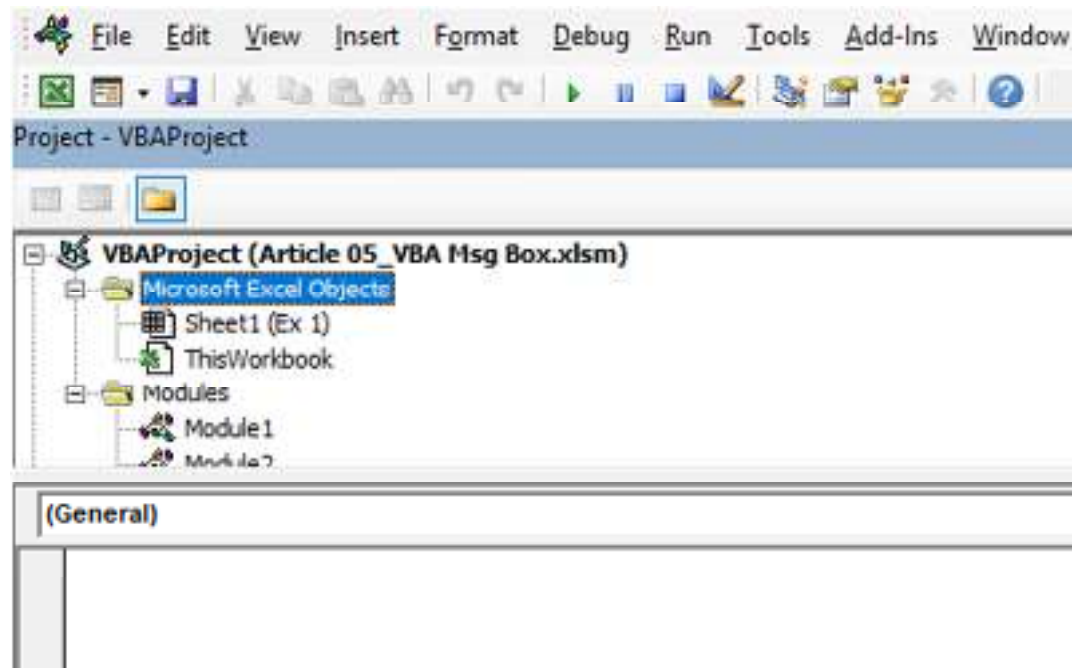 File Edit View Insert Format Debug Run Tools Add-Ins Window
Project - VBAProject
VBAProject (Article 05_VBA Msg Box.xlsm)
Microsoft Excel Objects
Sheet1 (Ex 1)
ThisWorkbook
Modules
Module1
Module2
(General)